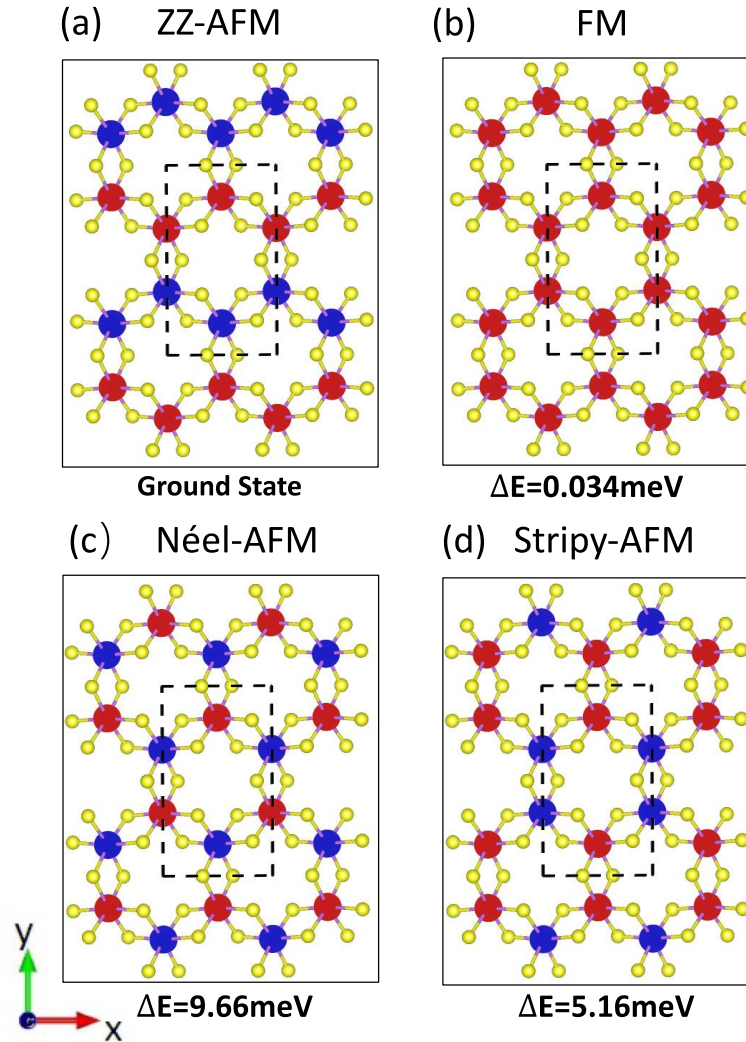 (a) ZZ-AFM
(b) FM
Ground State
ΔE=0.034meV
(c） Néel-AFM
(d) Stripy-AFM
y
x
ΔE=9.66meV
ΔE=5.16meV